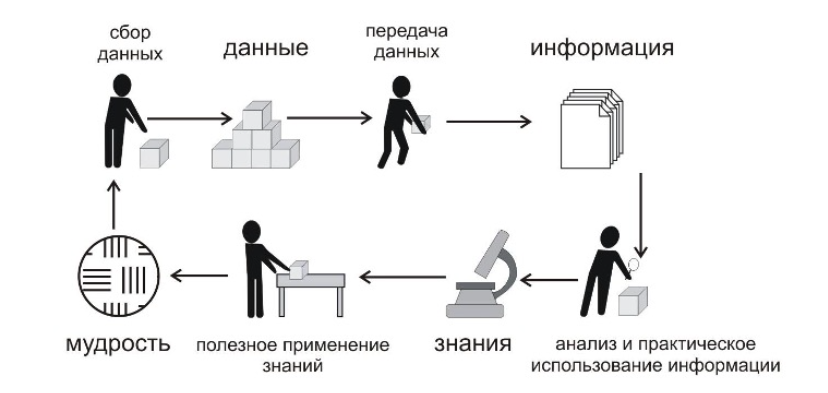 сбор
данных
данные
передача
данных
информация
мудрость
полезное применение
знаний
знания
анализ и практическое
использование информации